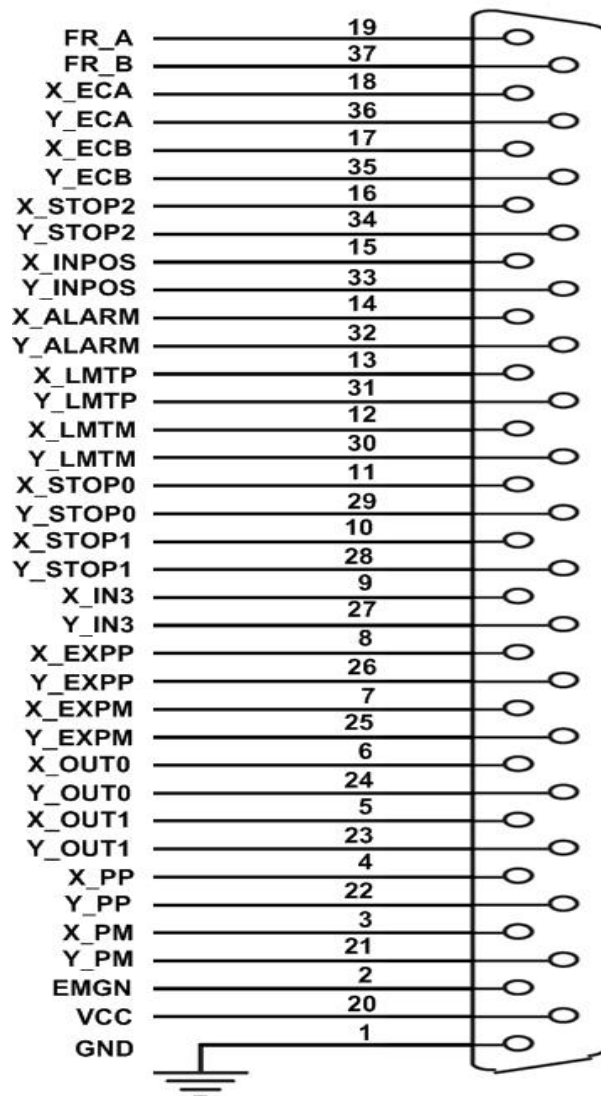 FR_A 19
FR_B 37
X_ECA 18
Y_ECA 36
X_ECB 17
Y_ECB 35
X_STOP2 16
Y_STOP2 34
X_INPOS 15
Y_INPOS 33
X_ALARM 14
Y_ALARM 32
X_LMTP 13
Y_LMTP 31
X_LMTM 12
Y_LMTM 30
X_STOP0 11
Y_STOP0 29
X_STOP1 10
Y_STOP1 28
X_IN3 9
Y_IN3 27
X_EXPP 8
Y_EXPP 26
X_EXPM 7
Y_EXPM 25
X_OUT0 6
Y_OUT0 24
X_OUT1 5
Y_OUT1 23
X_PP 4
Y_PP 22
X_PM 3
Y_PM 21
EMGN 2
VCC 20
GND 1